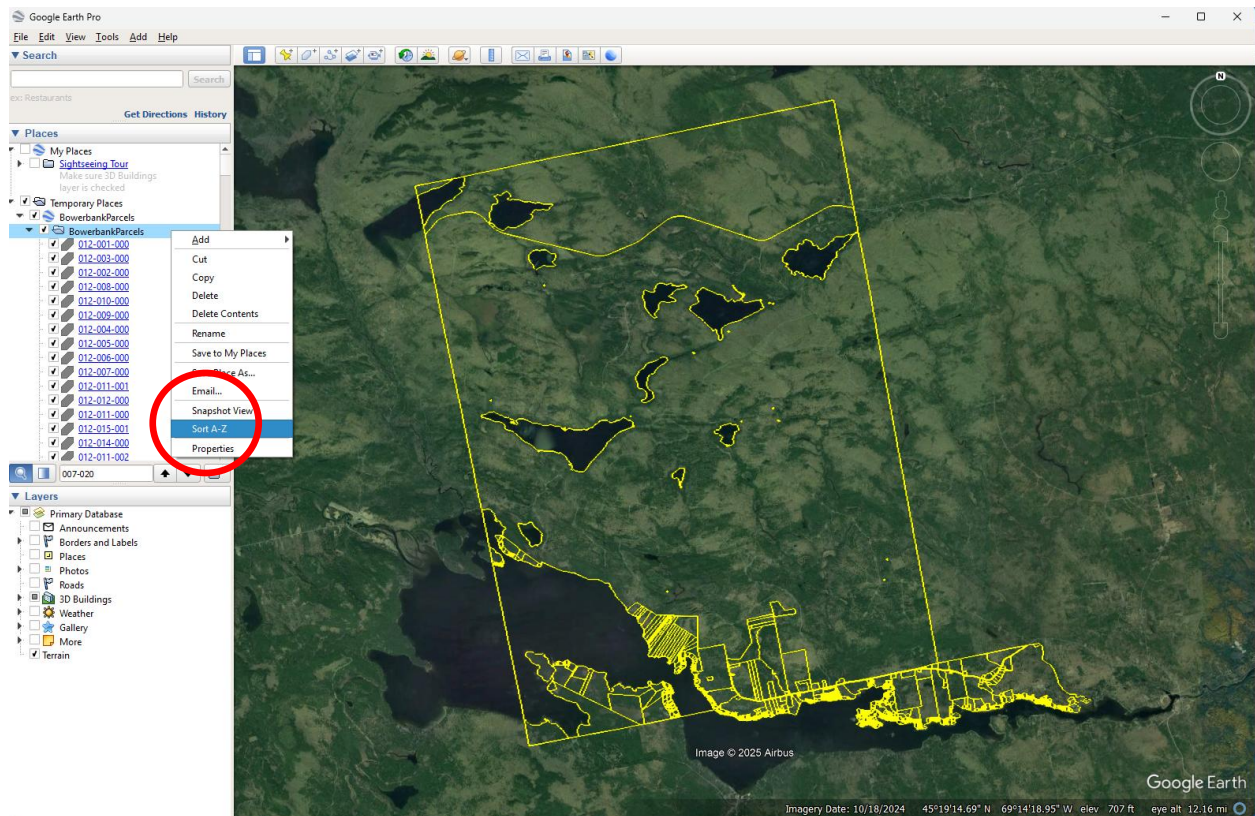 Google Earth Pro
File Edit View Tools Add Help
Search
Search
ex: Restaurants
Get Directions History
Places
My Places
Sightseeing Tour
Make sure 3D Buildings
layer is checked
Temporary Places
BowerbankParcels
BowerbankParcels
012-001-000
012-003-000
012-002-000
012-008-000
012-010-000
012-009-000
012-004-000
012-005-000
012-006-000
012-007-000
012-011-001
012-012-000
012-011-000
012-015-001
012-014-000
012-011-002
Add
Cut
Copy
Delete
Delete Contents
Rename
Save to My Places
Place As...
Email...
Snapshot View
Sort A-Z
Properties
007-020
Layers
Primary Database
Announcements
Borders and Labels
Places
Photos
Roads
3D Buildings
Weather
Gallery
More
Terrain
N
Image © 2025 Airbus
Google Earth
Imagery Date: 10/18/2024 45°19'14.69" N 69°14'18.95" W elev 707 ft eye alt 12.16 mi